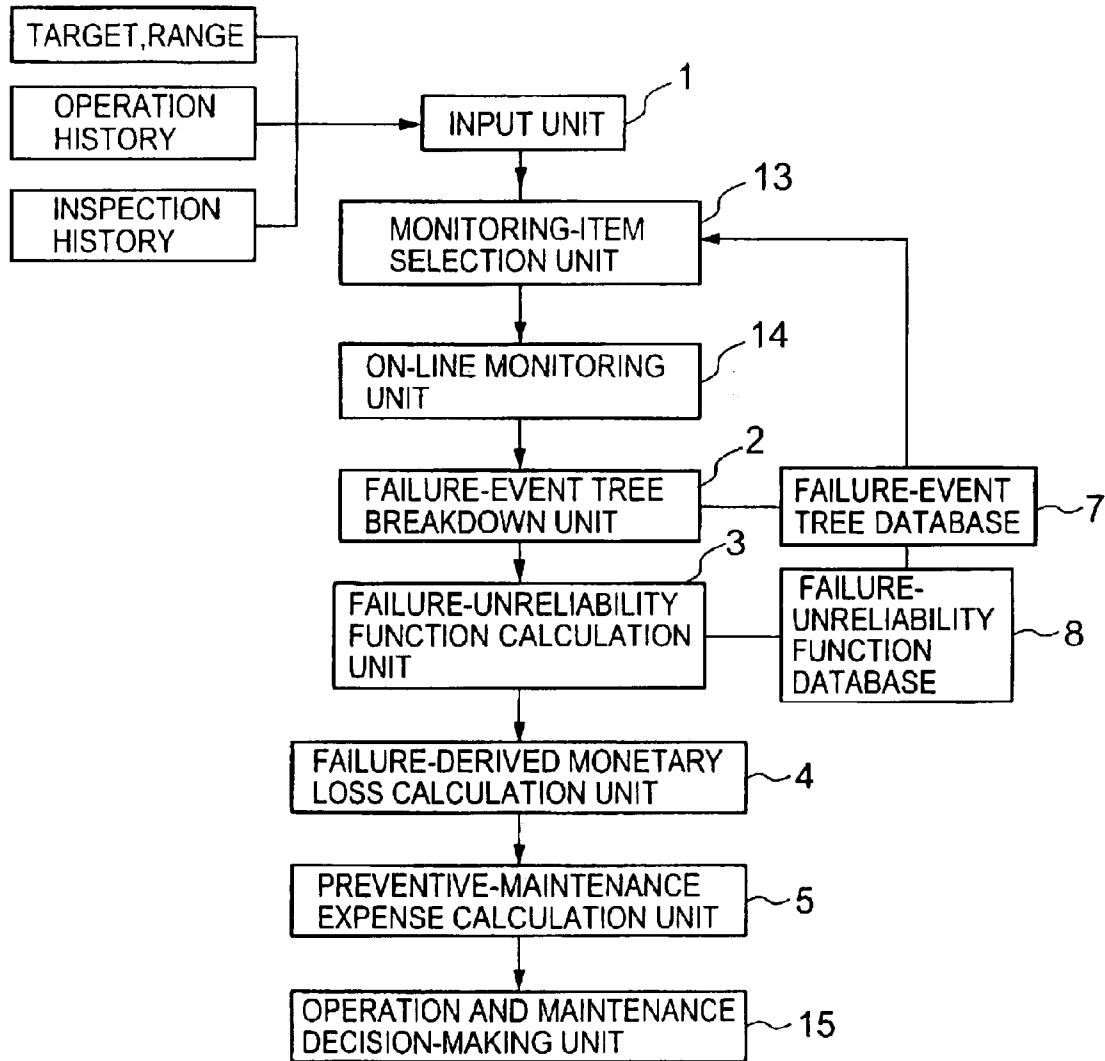 TARGET,RANGE
OPERATION
HISTORY
INSPECTION
HISTORY
1
INPUT UNIT
13
MONITORING-ITEM
SELECTION UNIT
14
ON-LINE MONITORING
UNIT
2
FAILURE-EVENT TREE
BREAKDOWN UNIT
FAILURE-EVENT
TREE DATABASE
7
3
FAILURE-UNRELIABILITY
FUNCTION CALCULATION
UNIT
FAILURE-
UNRELIABILITY
FUNCTION
DATABASE
8
FAILURE-DERIVED MONETARY
LOSS CALCULATION UNIT
4
PREVENTIVE-MAINTENANCE
EXPENSE CALCULATION UNIT
5
OPERATION AND MAINTENANCE
DECISION-MAKING UNIT
15